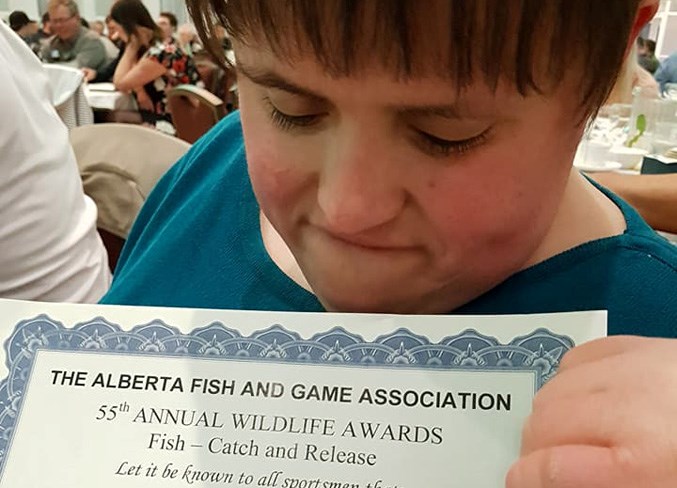 THE ALBERTA FISH AND GAME ASSOCIATION
55th ANNUAL WILDLIFE AWARDS
Fish – Catch and Release
Let it be known to all sportsmen that